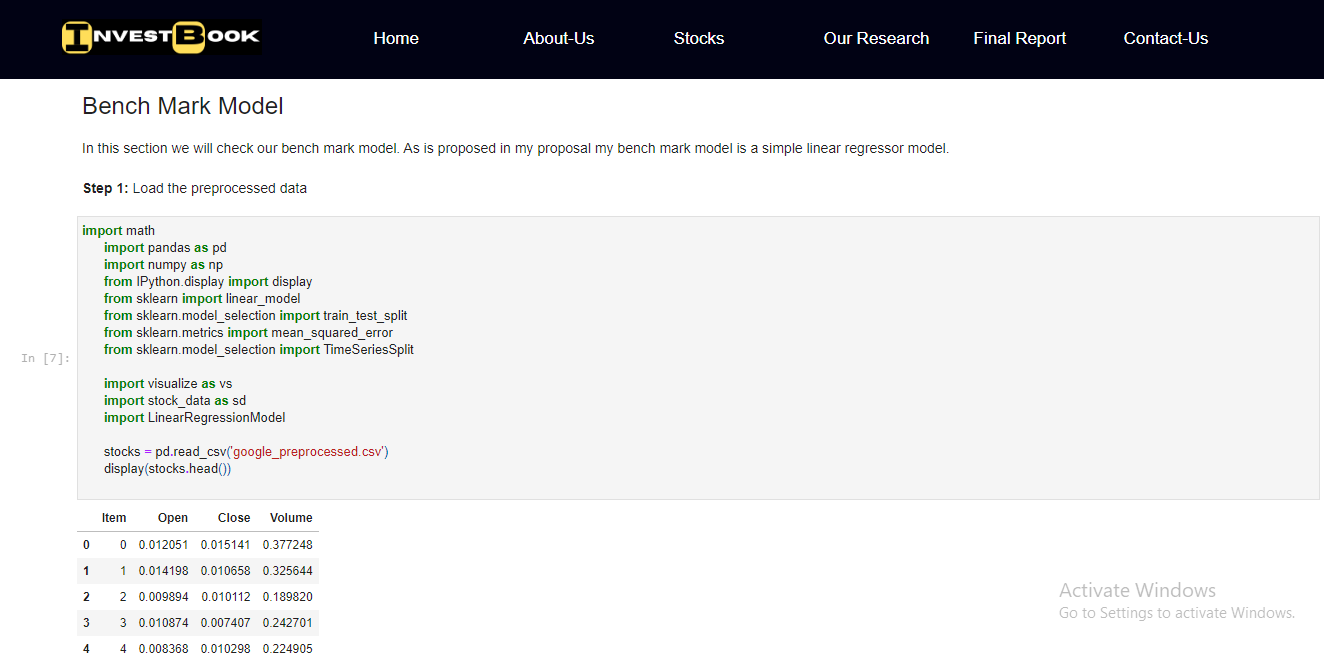 INVESTBOOK Home About-Us Stocks Our Research Final Report Contact-Us
Bench Mark Model
In this section we will check our bench mark model. As is proposed in my proposal my bench mark model is a simple linear regressor model.
Step 1: Load the preprocessed data
In [7]:
import math
import pandas as pd
import numpy as np
from IPython.display import display
from sklearn import linear_model
from sklearn.model_selection import train_test_split
from sklearn.metrics import mean_squared_error
from sklearn.model_selection import TimeSeriesSplit
import visualize as vs
import stock_data as sd
import LinearRegressionModel
stocks = pd.read_csv('google_preprocessed.csv')
display(stocks.head())
Item Open Close Volume
0 0 0.012051 0.015141 0.377248
1 1 0.014198 0.010658 0.325644
2 2 0.009894 0.010112 0.189820
3 3 0.010874 0.007407 0.242701
4 4 0.008368 0.010298 0.224905
Activate Windows
Go to Settings to activate Windows.